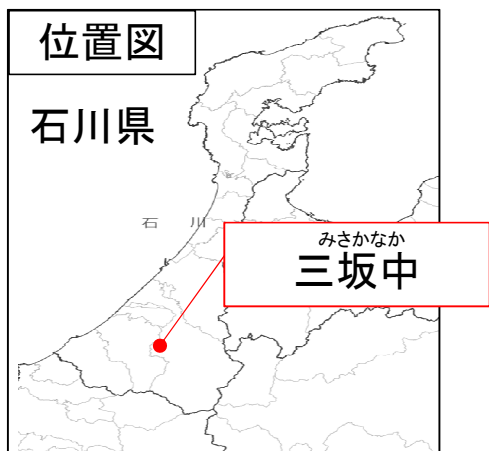 位置図
石川県
石 川
みさかなか
三坂中